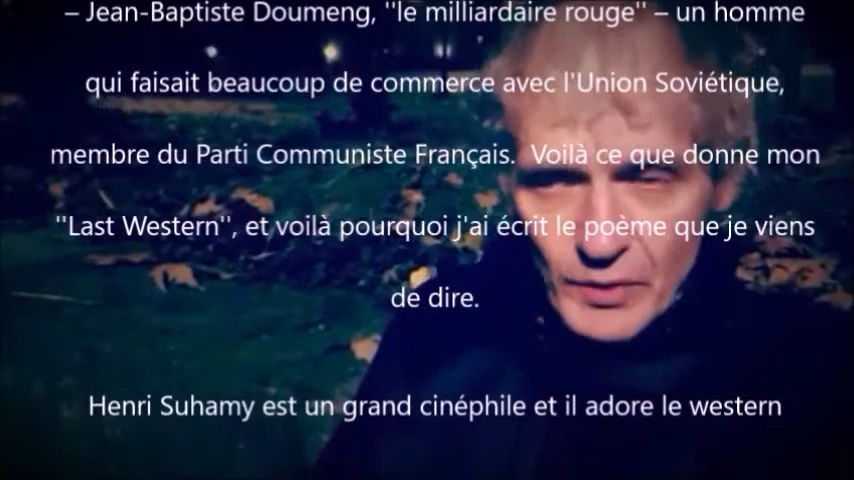 – Jean-Baptiste Doumeng, ''le milliardaire rouge'' – un homme
qui faisait beaucoup de commerce avec l'Union Soviétique,
membre du Parti Communiste Français.  Voilà ce que donne mon
''Last Western'', et voilà pourquoi j'ai écrit le poème que je viens
de dire.
Henri Suhamy est un grand cinéphile et il adore le western